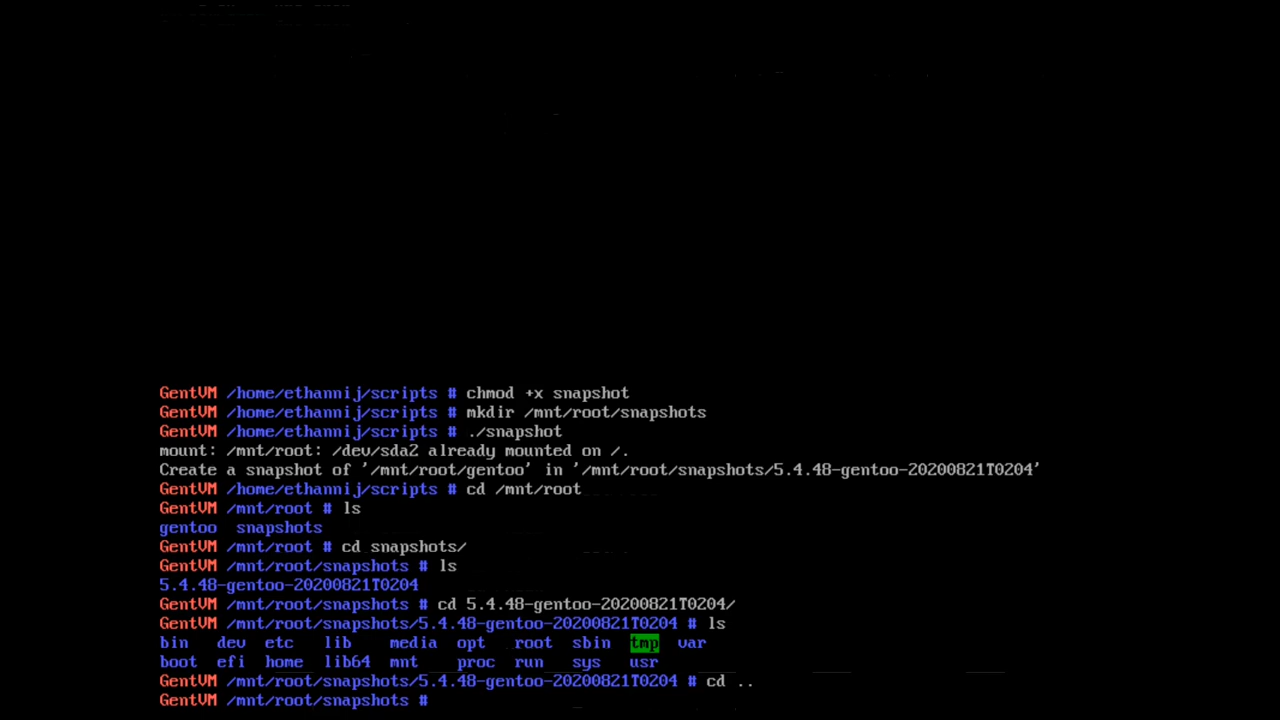 GentVM /home/ethannij/scripts # chmod +x snapshot
GentVM /home/ethannij/scripts # mkdir /mnt/root/snapshots
GentVM /home/ethannij/scripts # ./snapshot
mount: /mnt/root: /dev/sda2 already mounted on /.
Create a snapshot of '/mnt/root/gentoo' in '/mnt/root/snapshots/5.4.48-gentoo-20200821T0204'
GentVM /home/ethannij/scripts # cd /mnt/root
GentVM /mnt/root # ls
gentoo  snapshots
GentVM /mnt/root # cd snapshots/
GentVM /mnt/root/snapshots # ls
5.4.48-gentoo-20200821T0204
GentVM /mnt/root/snapshots # cd 5.4.48-gentoo-20200821T0204/
GentVM /mnt/root/snapshots/5.4.48-gentoo-20200821T0204 # ls
bin   dev  etc   lib    media  opt   root  sbin  tmp  var
boot  efi  home  lib64  mnt    proc  run   sys   usr
GentVM /mnt/root/snapshots/5.4.48-gentoo-20200821T0204 # cd ..
GentVM /mnt/root/snapshots #